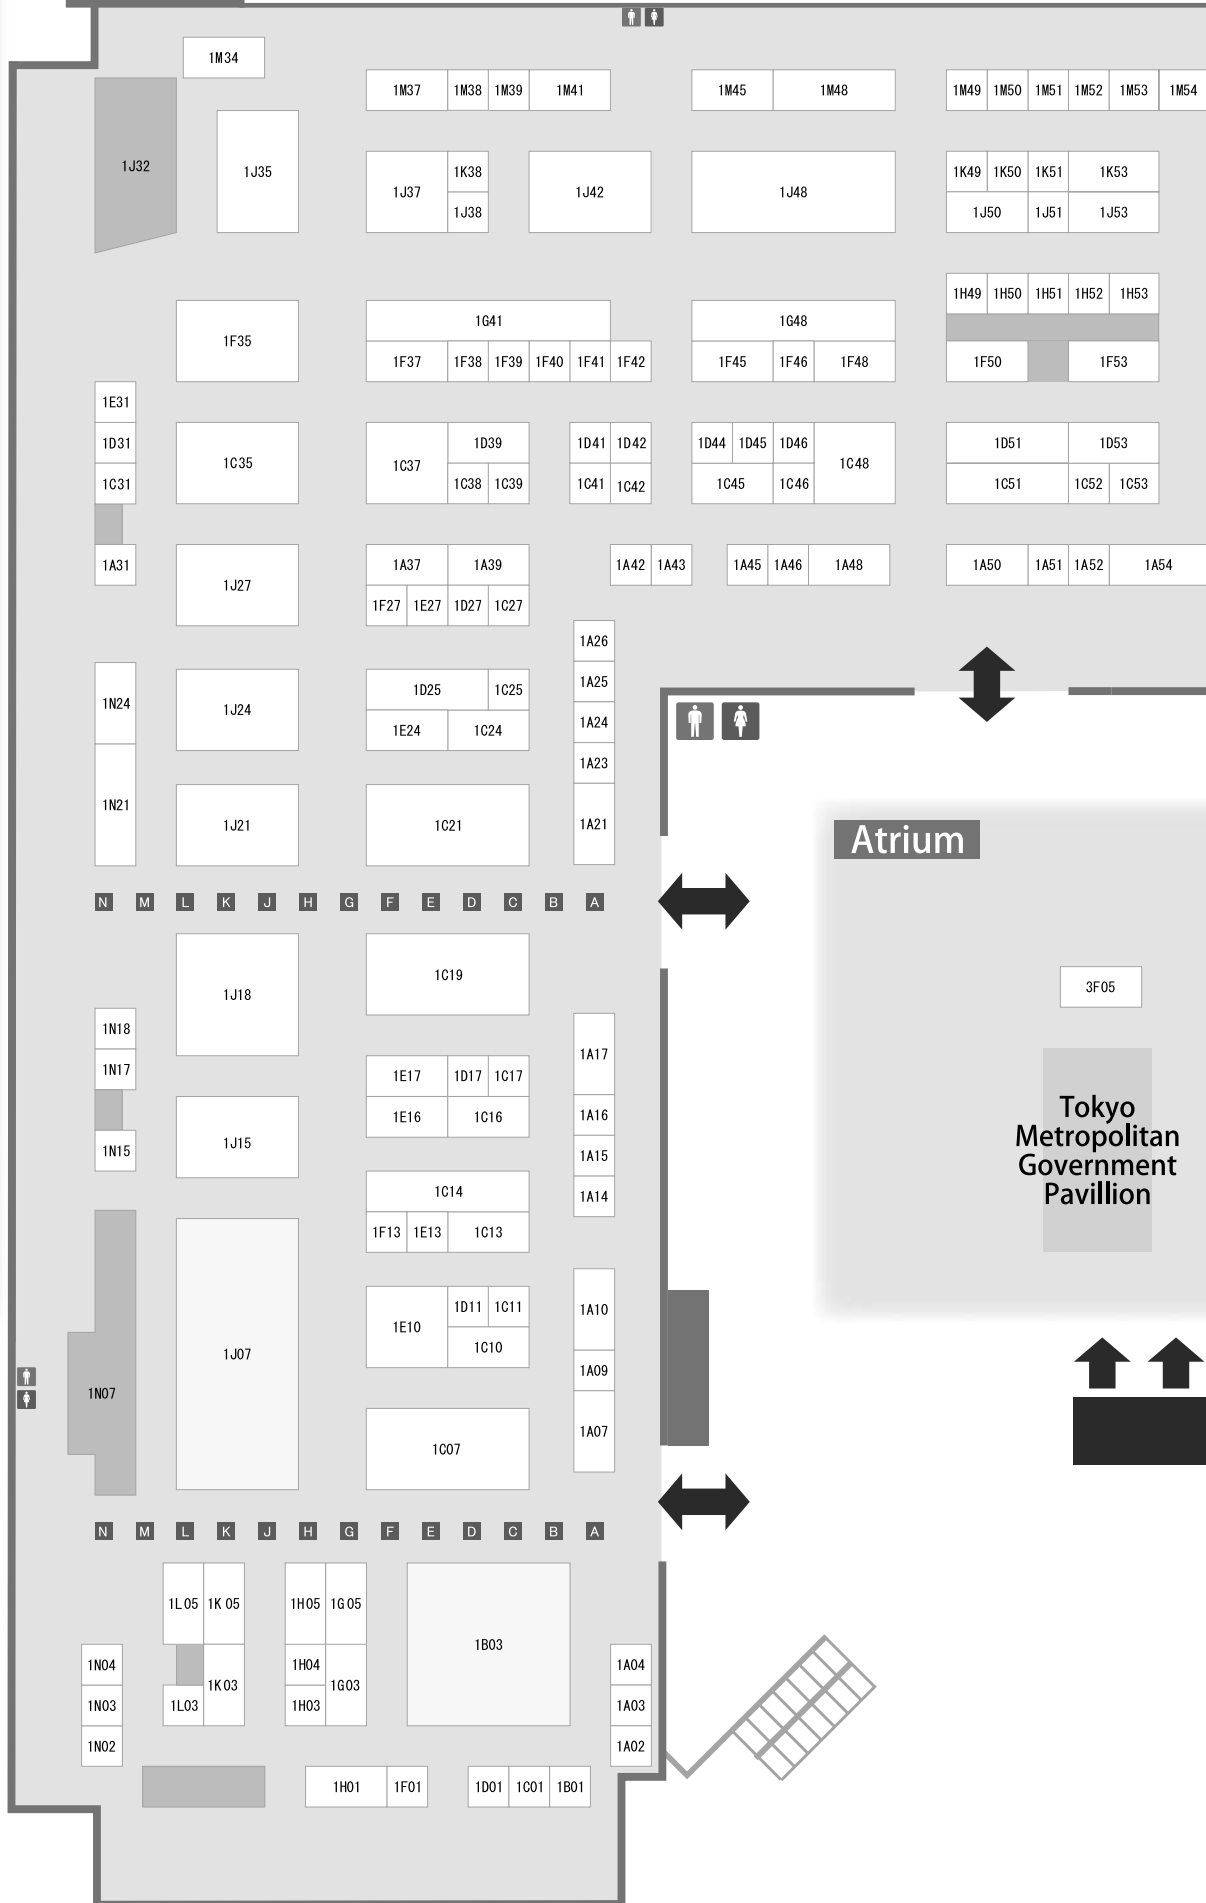 1M34
1M37 1M38 1M39 1M41 1M45 1M48 1M49 1M50 1M51 1M52 1M53 1M54
1J32 1J35 1J37 1K38 1J42 1J48 1K49 1K50 1K51 1K53
1J38 1J50 1J51 1J53
1H49 1H50 1H51 1H52 1H53
1F35 1G41 1G48
1F37 1F38 1F39 1F40 1F41 1F42 1F45 1F46 1F48 1F50 1F53
1E31
1D31 1D39 1D41 1D42 1D44 1D45 1D46 1D51 1D53
1C35 1C37 1C48
1C31 1C38 1C39 1C41 1C42 1C45 1C46 1C51 1C52 1C53
1A31 1J27 1A37 1A39 1A42 1A43 1A45 1A46 1A48 1A50 1A51 1A52 1A54
1F27 1E27 1D27 1C27
1A26
1N24 1J24 1D25 1C25 1A25
1E24 1C24 1A24
1A23
1N21 1J21 1C21 1A21
Atrium
N M L K J H G F E D C B A
1J18 1C19 3F05
1N18
1N17 1E17 1D17 1C17 1A17
1E16 1C16 1A16
1N15 1J15 1A15
Tokyo
Metropolitan
Government
Pavillion
1C14 1A14
1F13 1E13 1C13
1E10 1D11 1C11 1A10
1C10
1J07 1A09
1N07
1C07 1A07
N M L K J H G F E D C B A
1L05 1K05 1H05 1G05
1B03
1N04 1H04 1A04
1K03 1G03
1N03 1L03 1H03 1A03
1N02 1A02
1H01 1F01 1D01 1C01 1B01